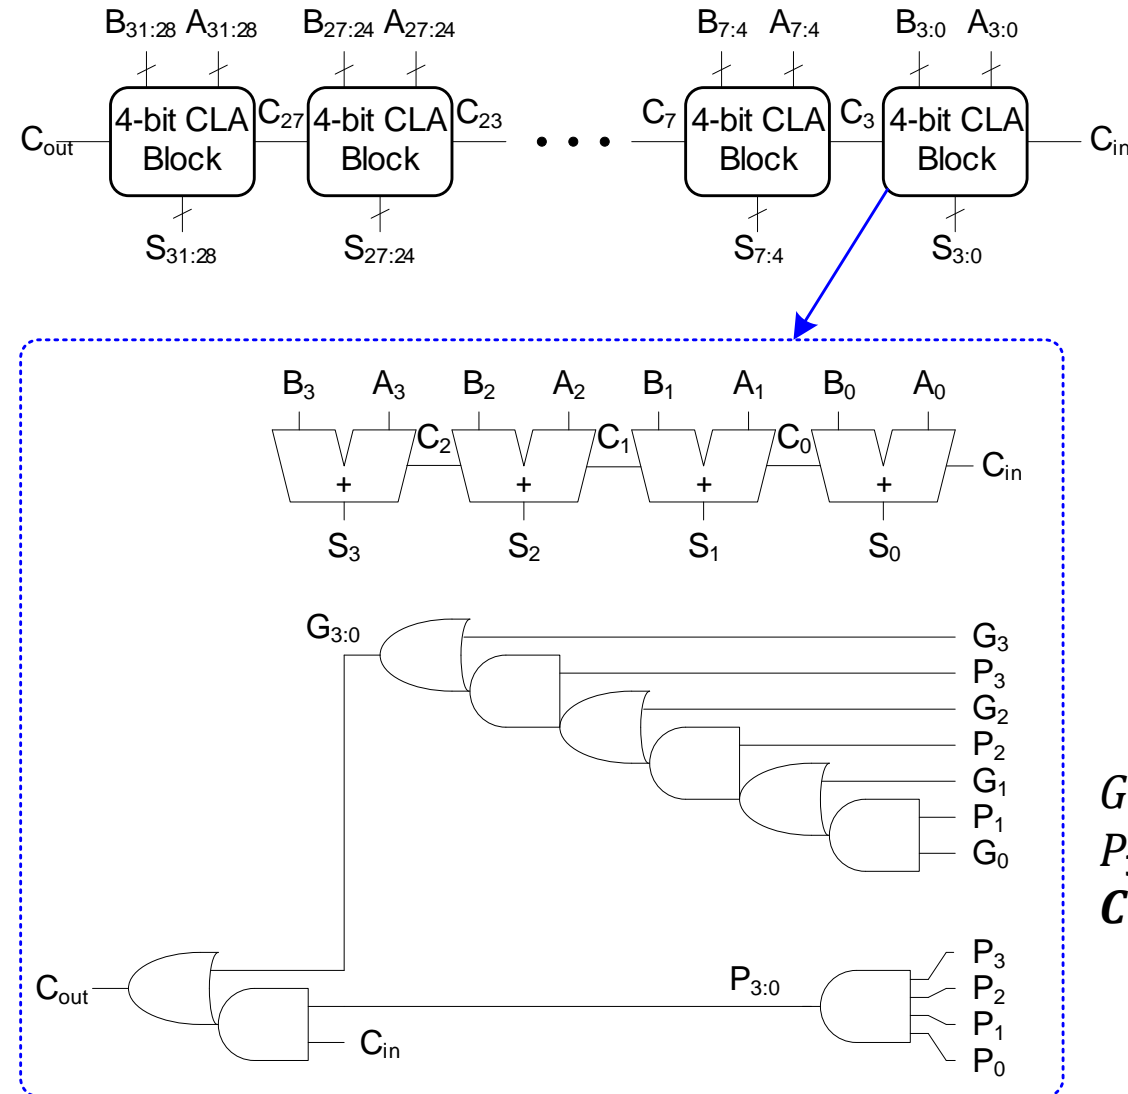 B31:28 A31:28 B27:24 A27:24 B7:4 A7:4 B3:0 A3:0
Cout 4-bit CLA Block C27 4-bit CLA Block C23 • • • C7 4-bit CLA Block C3 4-bit CLA Block Cin
S31:28 S27:24 S7:4 S3:0
B3 A3 B2 A2 B1 A1 B0 A0
C2 C1 C0 Cin
+ + + +
S3 S2 S1 S0
G3:0 G3
P3
G2
P2
G1
P1
G0
G
P
C
P3:0 P3
Cout P2
P1
Cin P0